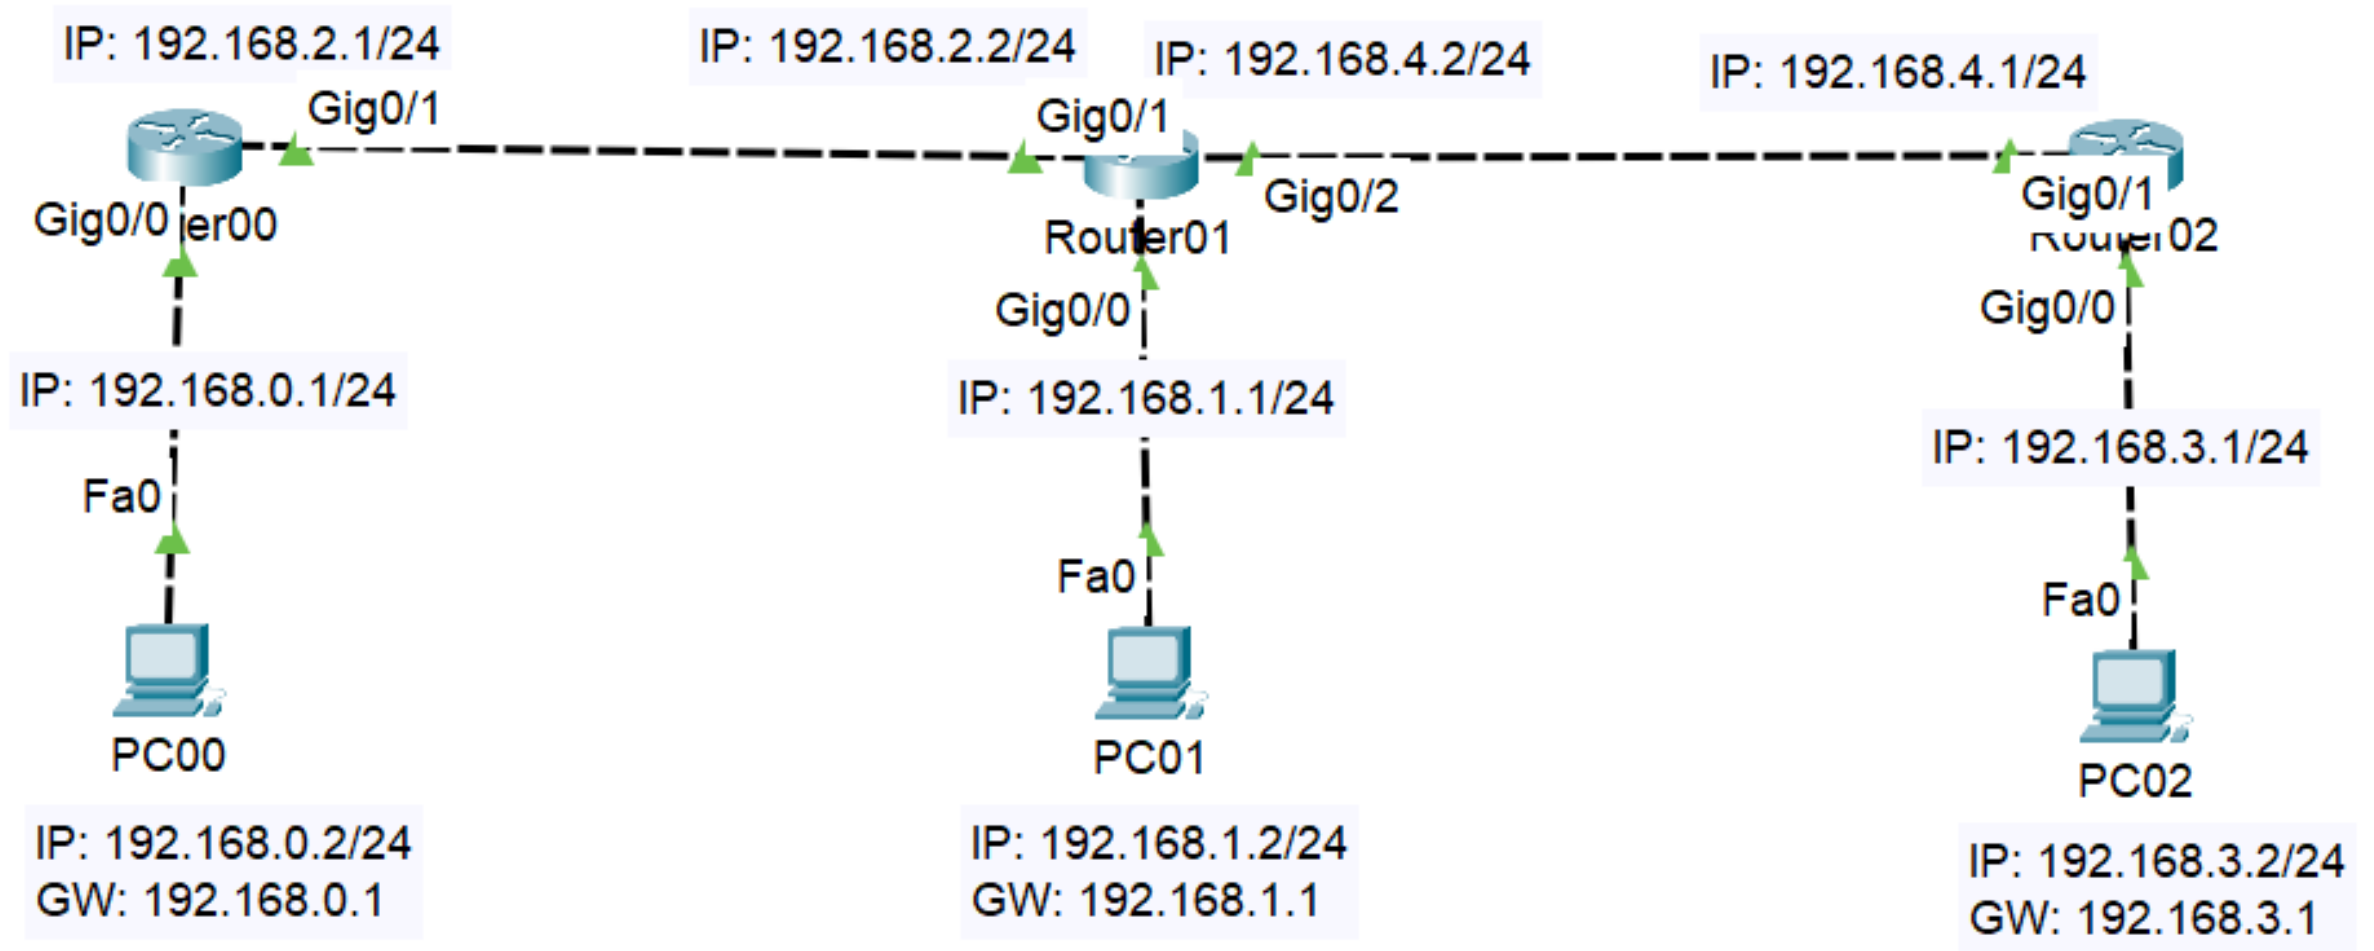 IP: 192.168.2.1/24
IP: 192.168.2.2/24
IP: 192.168.4.2/24
IP: 192.168.4.1/24
Gig0/1
Gig0/1
Gig0/2
Gig0/1
Gig0/0
er00
Router01
Router02
Gig0/0
Gig0/0
IP: 192.168.0.1/24
IP: 192.168.1.1/24
IP: 192.168.3.1/24
Fa0
Fa0
Fa0
PC00
PC01
PC02
IP: 192.168.0.2/24
GW: 192.168.0.1
IP: 192.168.1.2/24
GW: 192.168.1.1
IP: 192.168.3.2/24
GW: 192.168.3.1